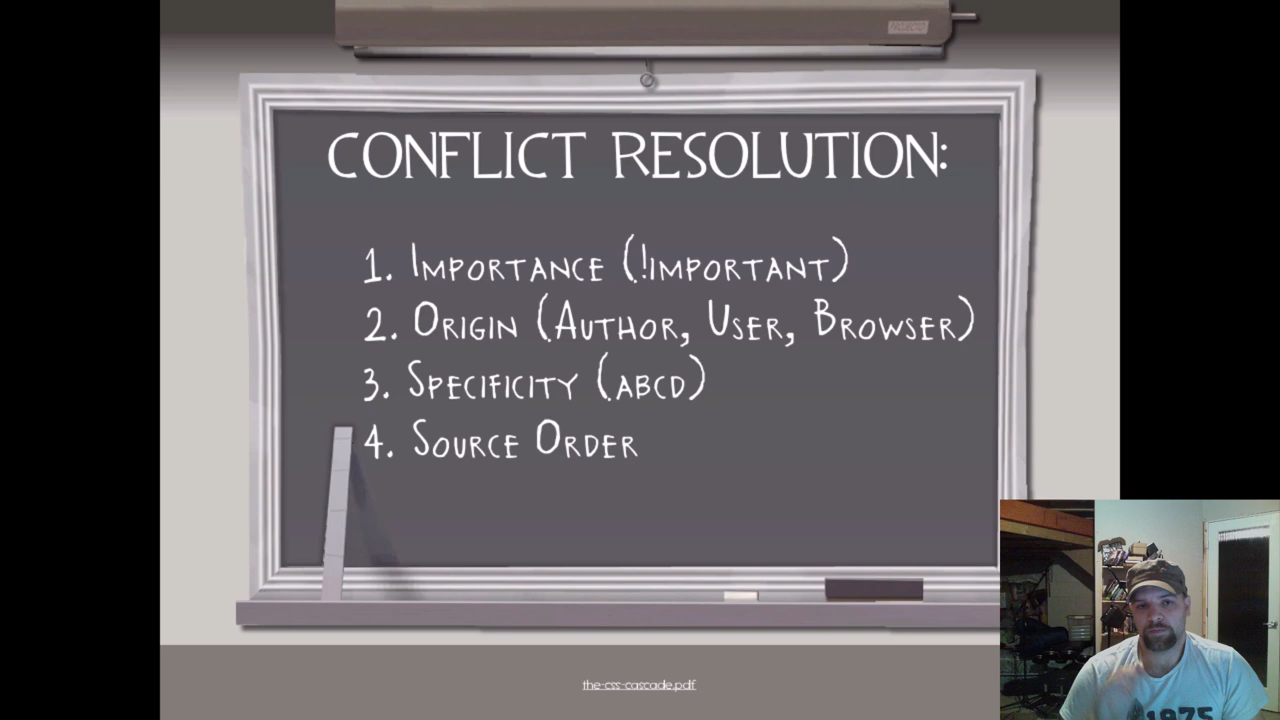 CONFLICT RESOLUTION:
1. IMPORTANCE (!IMPORTANT)
2. ORIGIN (AUTHOR, USER, BROWSER)
3. SPECIFICITY (ABCD)
4. SOURCE ORDER
the-css-cascade.pdf
1975